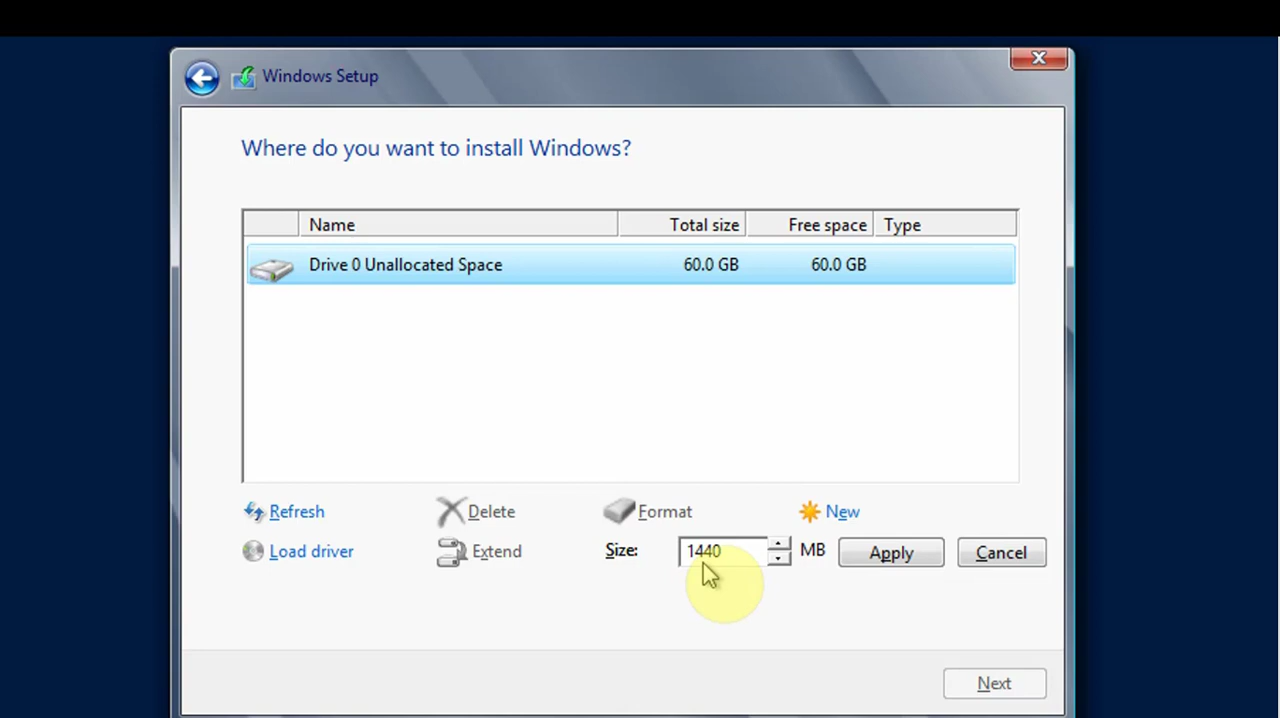 Windows Setup
Where do you want to install Windows?
Name Total size Free space Type
Drive 0 Unallocated Space 60.0 GB 60.0 GB
Refresh Delete Format New
Load driver Extend Size: 1440 MB Apply Cancel
Next